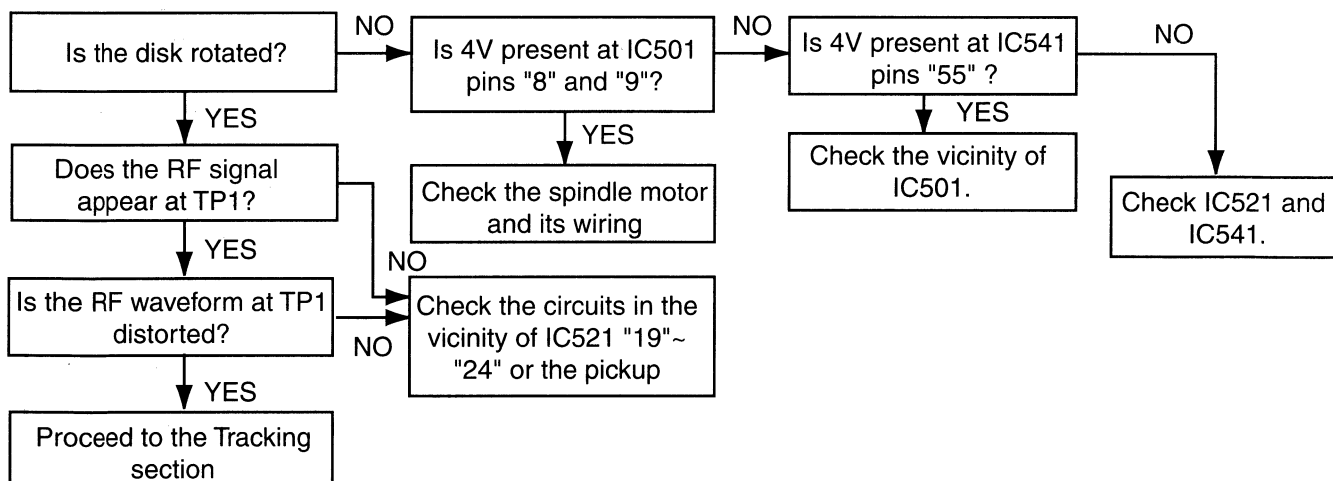 Is the disk rotated?
NO
Is 4V present at IC501
pins "8" and "9"?
NO
Is 4V present at IC541
pins "55" ?
NO
YES
YES
YES
Does the RF signal
appear at TP1?
Check the spindle motor
and its wiring
Check the vicinity of
IC501.
Check IC521 and
IC541.
YES
NO
Is the RF waveform at TP1
distorted?
NO
Check the circuits in the
vicinity of IC521 "19"~
"24" or the pickup
YES
Proceed to the Tracking
section